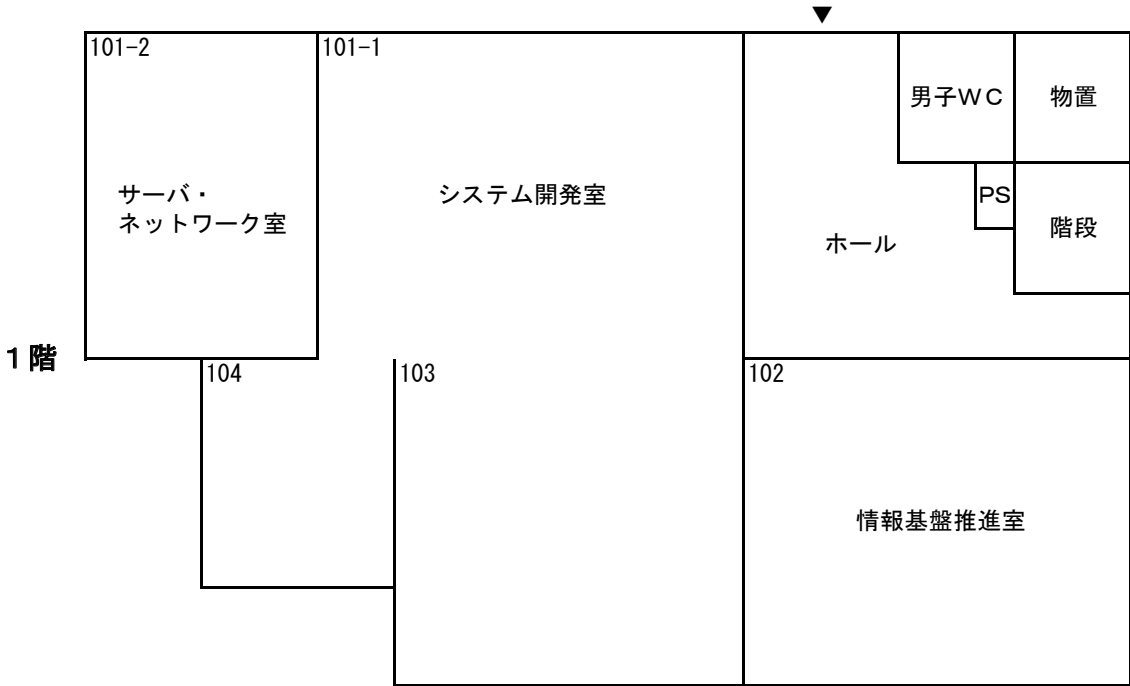 ▼
101-2
101-1
男子ＷＣ
物置
サーバ・
ネットワーク室
システム開発室
PS
階段
ホール
１階
104
103
102
情報基盤推進室